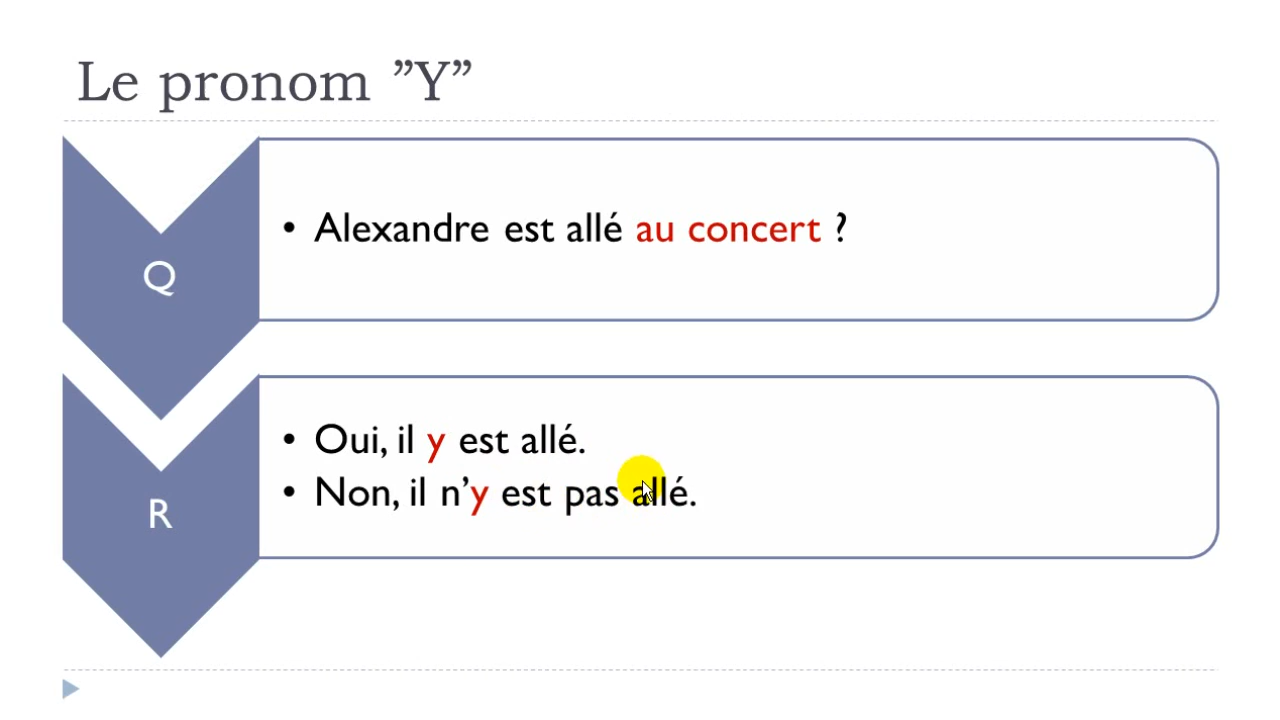 Le pronom ”Y”
Q
• Alexandre est allé au concert ?
R
• Oui, il y est allé.
• Non, il n’y est pas allé.